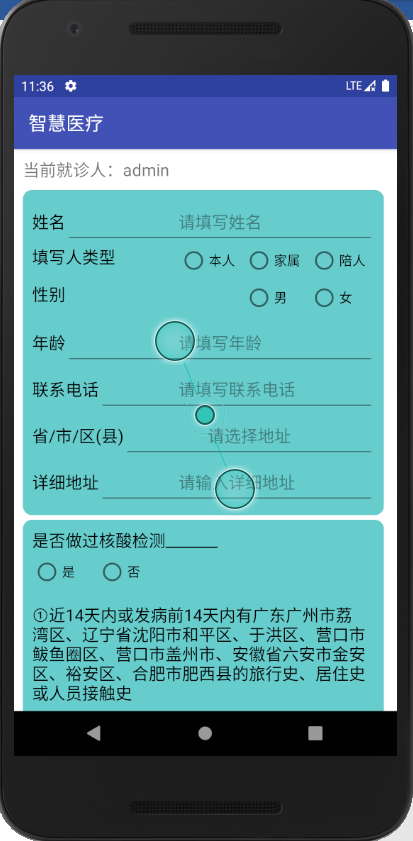 11:36 LTE
智慧医疗
当前就诊人：admin
姓名 请填写姓名
填写人类型 本人 家属 陪人
性别 男 女
年龄 请填写年龄
联系电话 请填写联系电话
省/市/区(县) 请选择地址
详细地址 请输入详细地址
是否做过核酸检测______
是 否
①近14天内或发病前14天内有广东广州市荔
湾区、辽宁省沈阳市和平区、于洪区、营口市
鲅鱼圈区、营口市盖州市、安徽省六安市金安
区、裕安区、合肥市肥西县的旅行史、居住史
或人员接触史